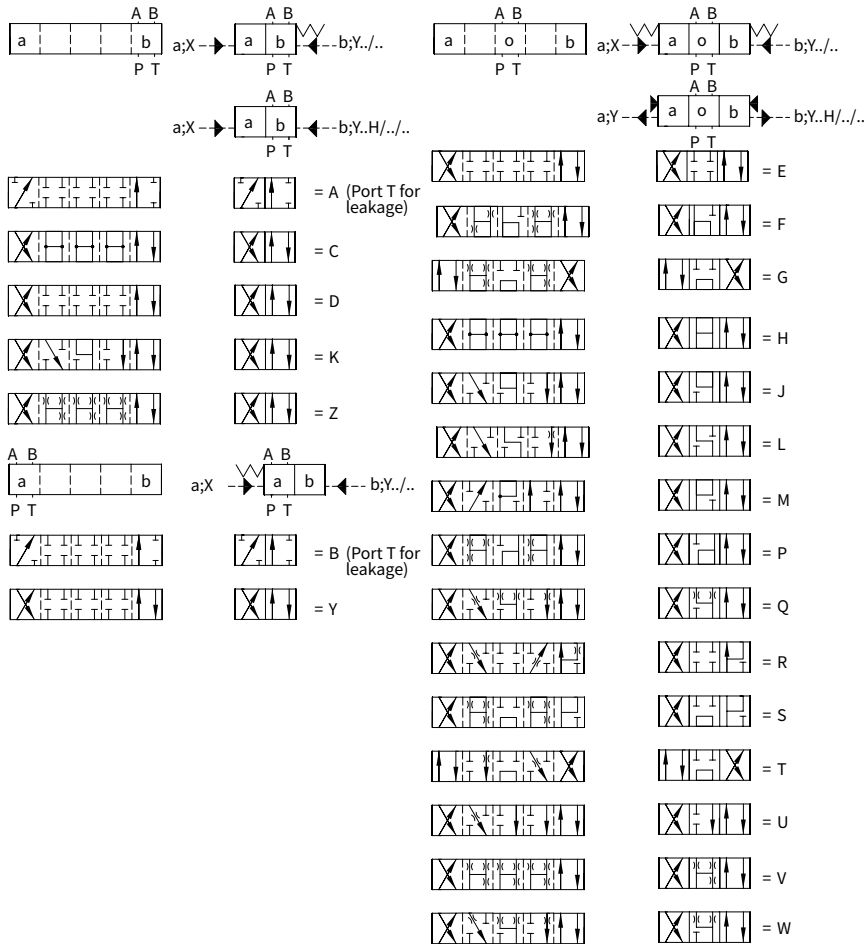 A B
a b
P T
A B
a;X a b b;Y../..
P T
A B
a;X a b b;Y..H/../..
P T
= A (Port T for
leakage)
= C
= D
= K
= Z
A B
a b
P T
A B
a;X a b b;Y../..
P T
= B (Port T for
leakage)
= Y
A B
a o b
P T
A B
a;X a o b b;Y../..
P T
A B
a;Y a o b b;Y..H/../..
P T
= E
= F
= G
= H
= J
= L
= M
= P
= Q
= R
= S
= T
= U
= V
= W